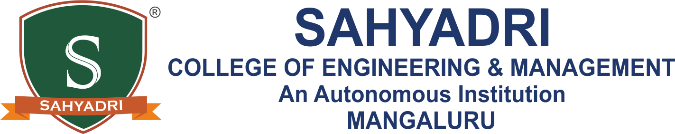 S
SAHYADRI
®
SAHYADRI
COLLEGE OF ENGINEERING & MANAGEMENT
An Autonomous Institution
MANGALURU